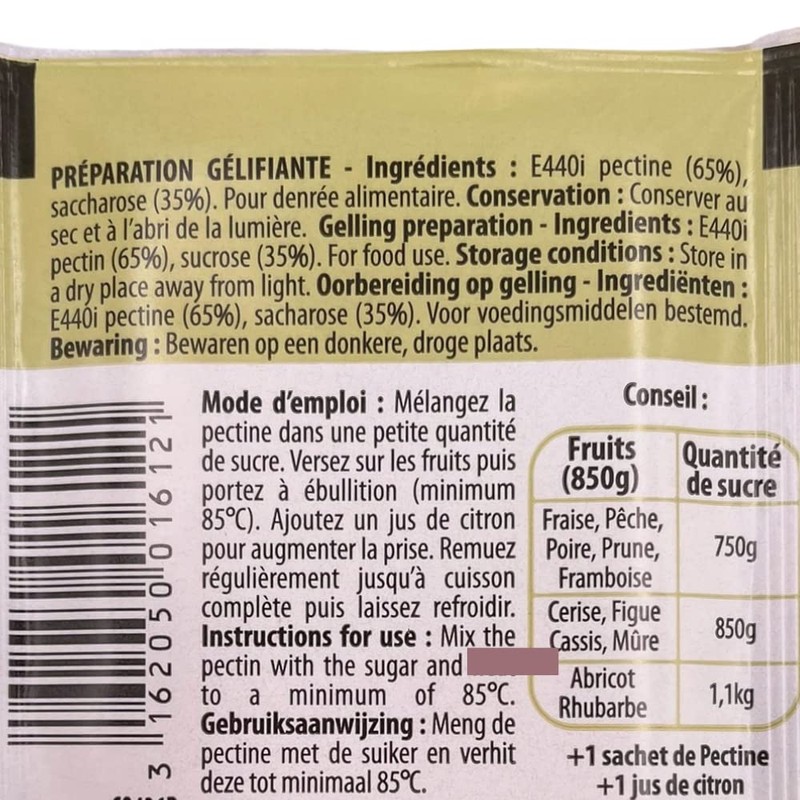 PRÉPARATION GÉLIFIANTE - Ingrédients : E440i pectine (65%),
saccharose (35%). Pour denrée alimentaire. Conservation : Conserver au
sec et à l'abri de la lumière. Gelling preparation - Ingredients : E440i
pectin (65%), sucrose (35%). For food use. Storage conditions : Store in
a dry place away from light. Oorbereiding op gelling - Ingrediënten :
E440i pectine (65%), sacharose (35%). Voor voedingsmiddelen bestemd.
Bewaring : Bewaren op een donkere, droge plaats.
Mode d'emploi : Mélangez la
pectine dans une petite quantité
de sucre. Versez sur les fruits puis
portez à ébullition (minimum
85°C). Ajoutez un jus de citron
pour augmenter la prise. Remuez
régulièrement jusqu'à cuisson
complète puis laissez refroidir.
Instructions for use : Mix the
pectin with the sugar and
to a minimum of 85°C.
Gebruiksaanwijzing : Meng de
pectine met de suiker en verhit
deze tot minimaal 85°C.
Conseil :
Fruits
(850g)
Quantité
de sucre
Fraise, Pêche,
Poire, Prune,
Framboise
750g
Cerise, Figue
Cassis, Mûre
850g
Abricot
Rhubarbe
1,1kg
+1 sachet de Pectine
+1 jus de citron
3 162050 016121